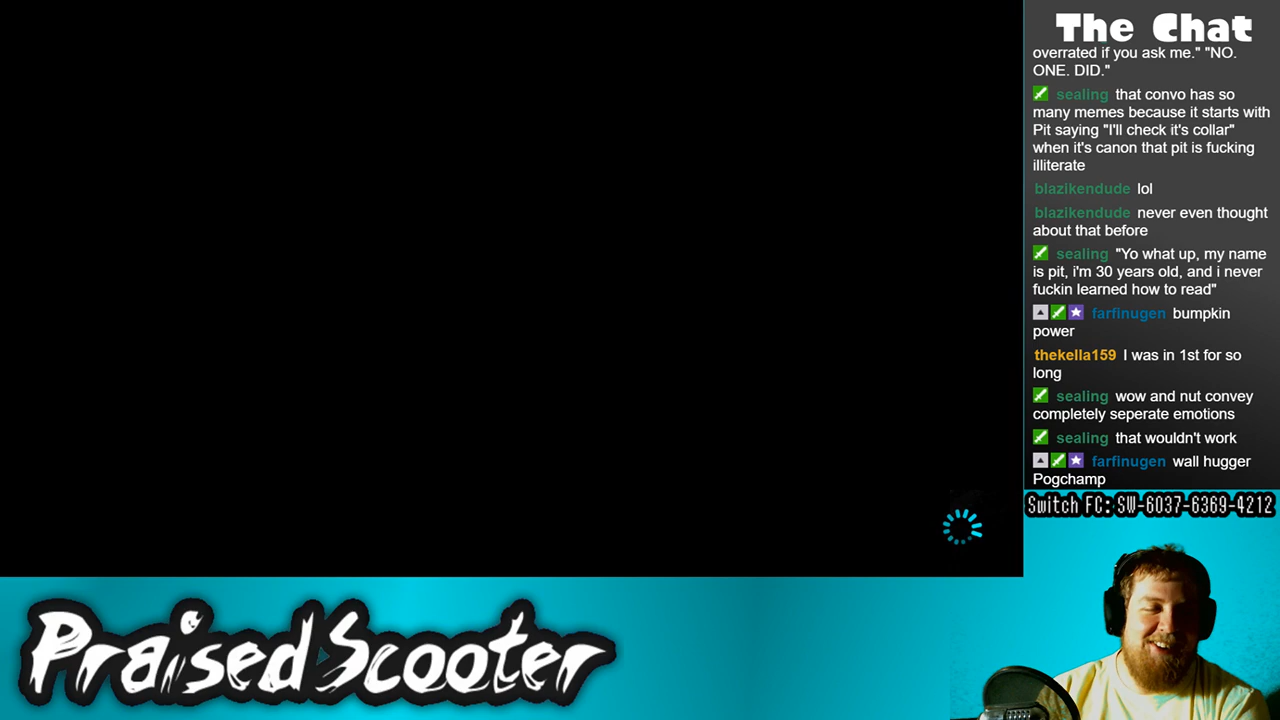 The Chat
overrated if you ask me." "NO.
ONE. DID."
sealing that convo has so
many memes because it starts with
Pit saying "I'll check it's collar"
when it's canon that pit is fucking
illiterate
blazikendude lol
blazikendude never even thought
about that before
sealing "Yo what up, my name
is pit, i'm 30 years old, and i never
fuckin learned how to read"
farfinugen bumpkin
power
thekella159 I was in 1st for so
long
sealing wow and nut convey
completely seperate emotions
sealing that wouldn't work
farfinugen wall hugger
Pogchamp
Switch FC: SW-6037-6369-4212
PraisedScooter